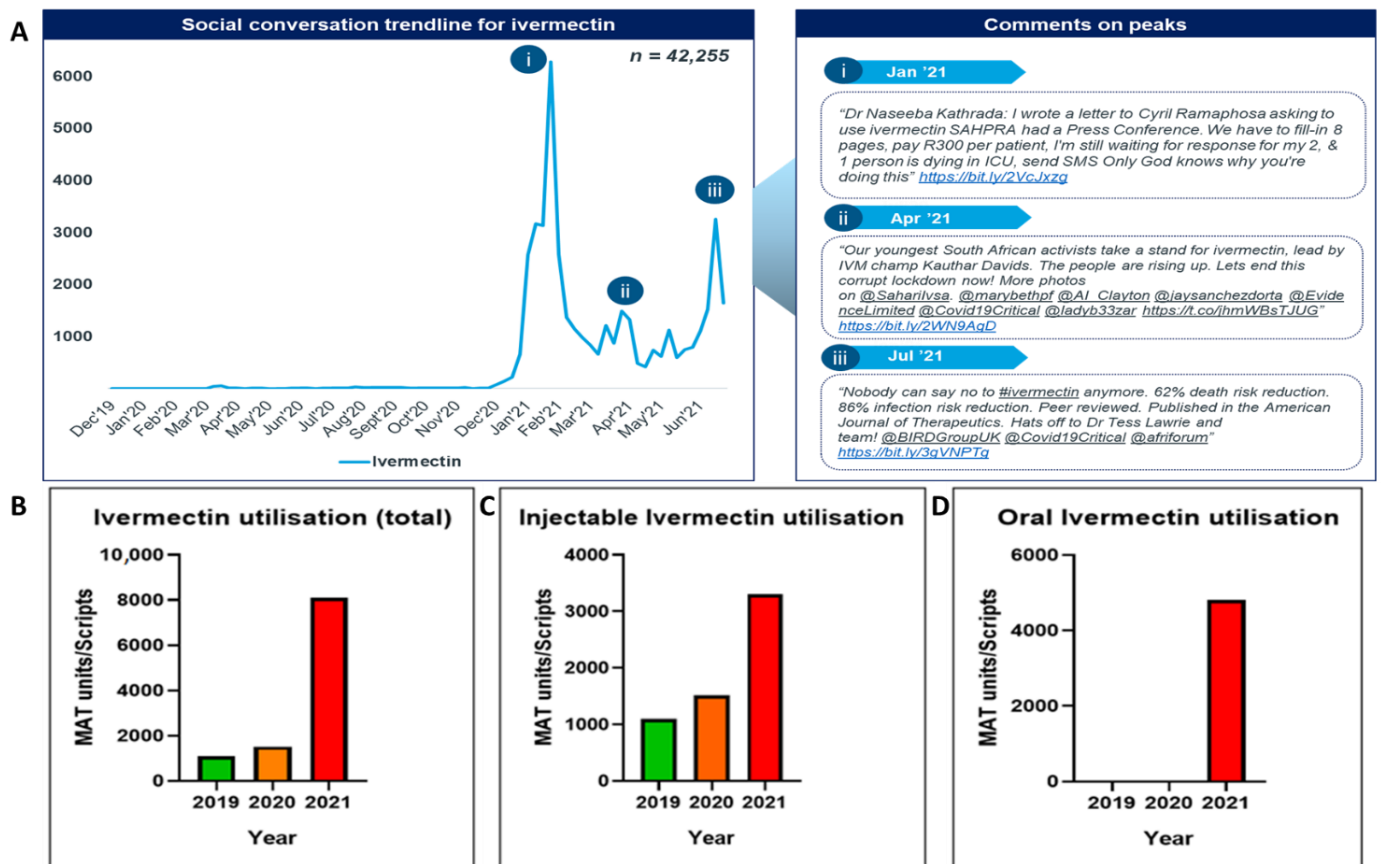 A
Social conversation trendline for ivermectin
n = 42,255
6000
5000
4000
3000
2000
1000
i
ii
iii
Dec'19
Jan'20
Feb'20
Mar'20
Apr'20
May'20
Jun'20
Jul'20
Aug'20
Sept'20
Oct'20
Nov'20
Dec'20
Jan'21
Feb'21
Mar'21
Apr'21
May'21
Jun'21
Ivermectin
Comments on peaks
i Jan '21
"Dr Naseeba Kathrada: I wrote a letter to Cyril Ramaphosa asking to
use ivermectin SAHPRA had a Press Conference. We have to fill-in 8
pages, pay R300 per patient, I'm still waiting for response for my 2, &
1 person is dying in ICU, send SMS Only God knows why you're
doing this" https://bit.ly/2VcJxzg
ii Apr '21
"Our youngest South African activists take a stand for ivermectin, lead by
IVM champ Kauthar Davids. The people are rising up. Lets end this
corrupt lockdown now! More photos
on @SahariIvsa. @marybethpf @AI_Clayton @jaysanchezdorta @Evide
nceLimited @Covid19Critical @ladyb33zar https://t.co/jhmWBsTJUG"
https://bit.ly/2WN9AqD
iii Jul '21
"Nobody can say no to #ivermectin anymore. 62% death risk reduction.
86% infection risk reduction. Peer reviewed. Published in the American
Journal of Therapeutics. Hats off to Dr Tess Lawrie and
team! @BIRDGroupUK @Covid19Critical @afriforum"
https://bit.ly/3gVNPTq
B
Ivermectin utilisation (total)
MAT units/Scripts
10,000
8000
6000
4000
2000
0
2019 2020 2021
Year
C
Injectable Ivermectin utilisation
MAT units/Scripts
4000
3000
2000
1000
0
2019 2020 2021
Year
D
Oral Ivermectin utilisation
MAT units/Scripts
6000
4000
2000
0
2019 2020 2021
Year